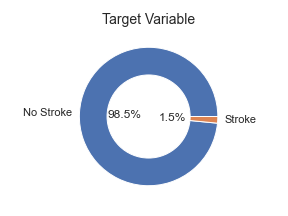 Target Variable
No Stroke
98.5%
1.5%
Stroke